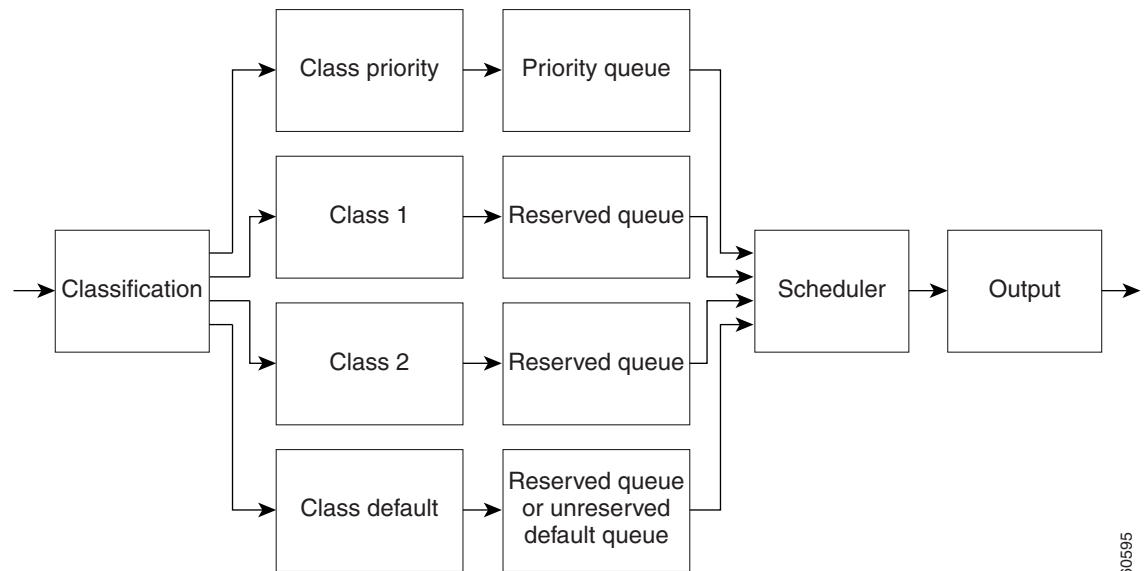 Class priority
Priority queue
Class 1
Reserved queue
Classification
Scheduler
Output
Class 2
Reserved queue
Class default
Reserved queue
or unreserved
default queue